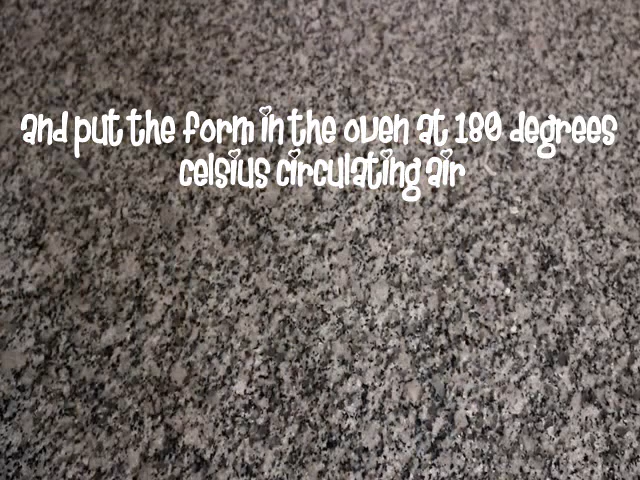 and put the form in the oven at 180 degrees
celsius circulating air